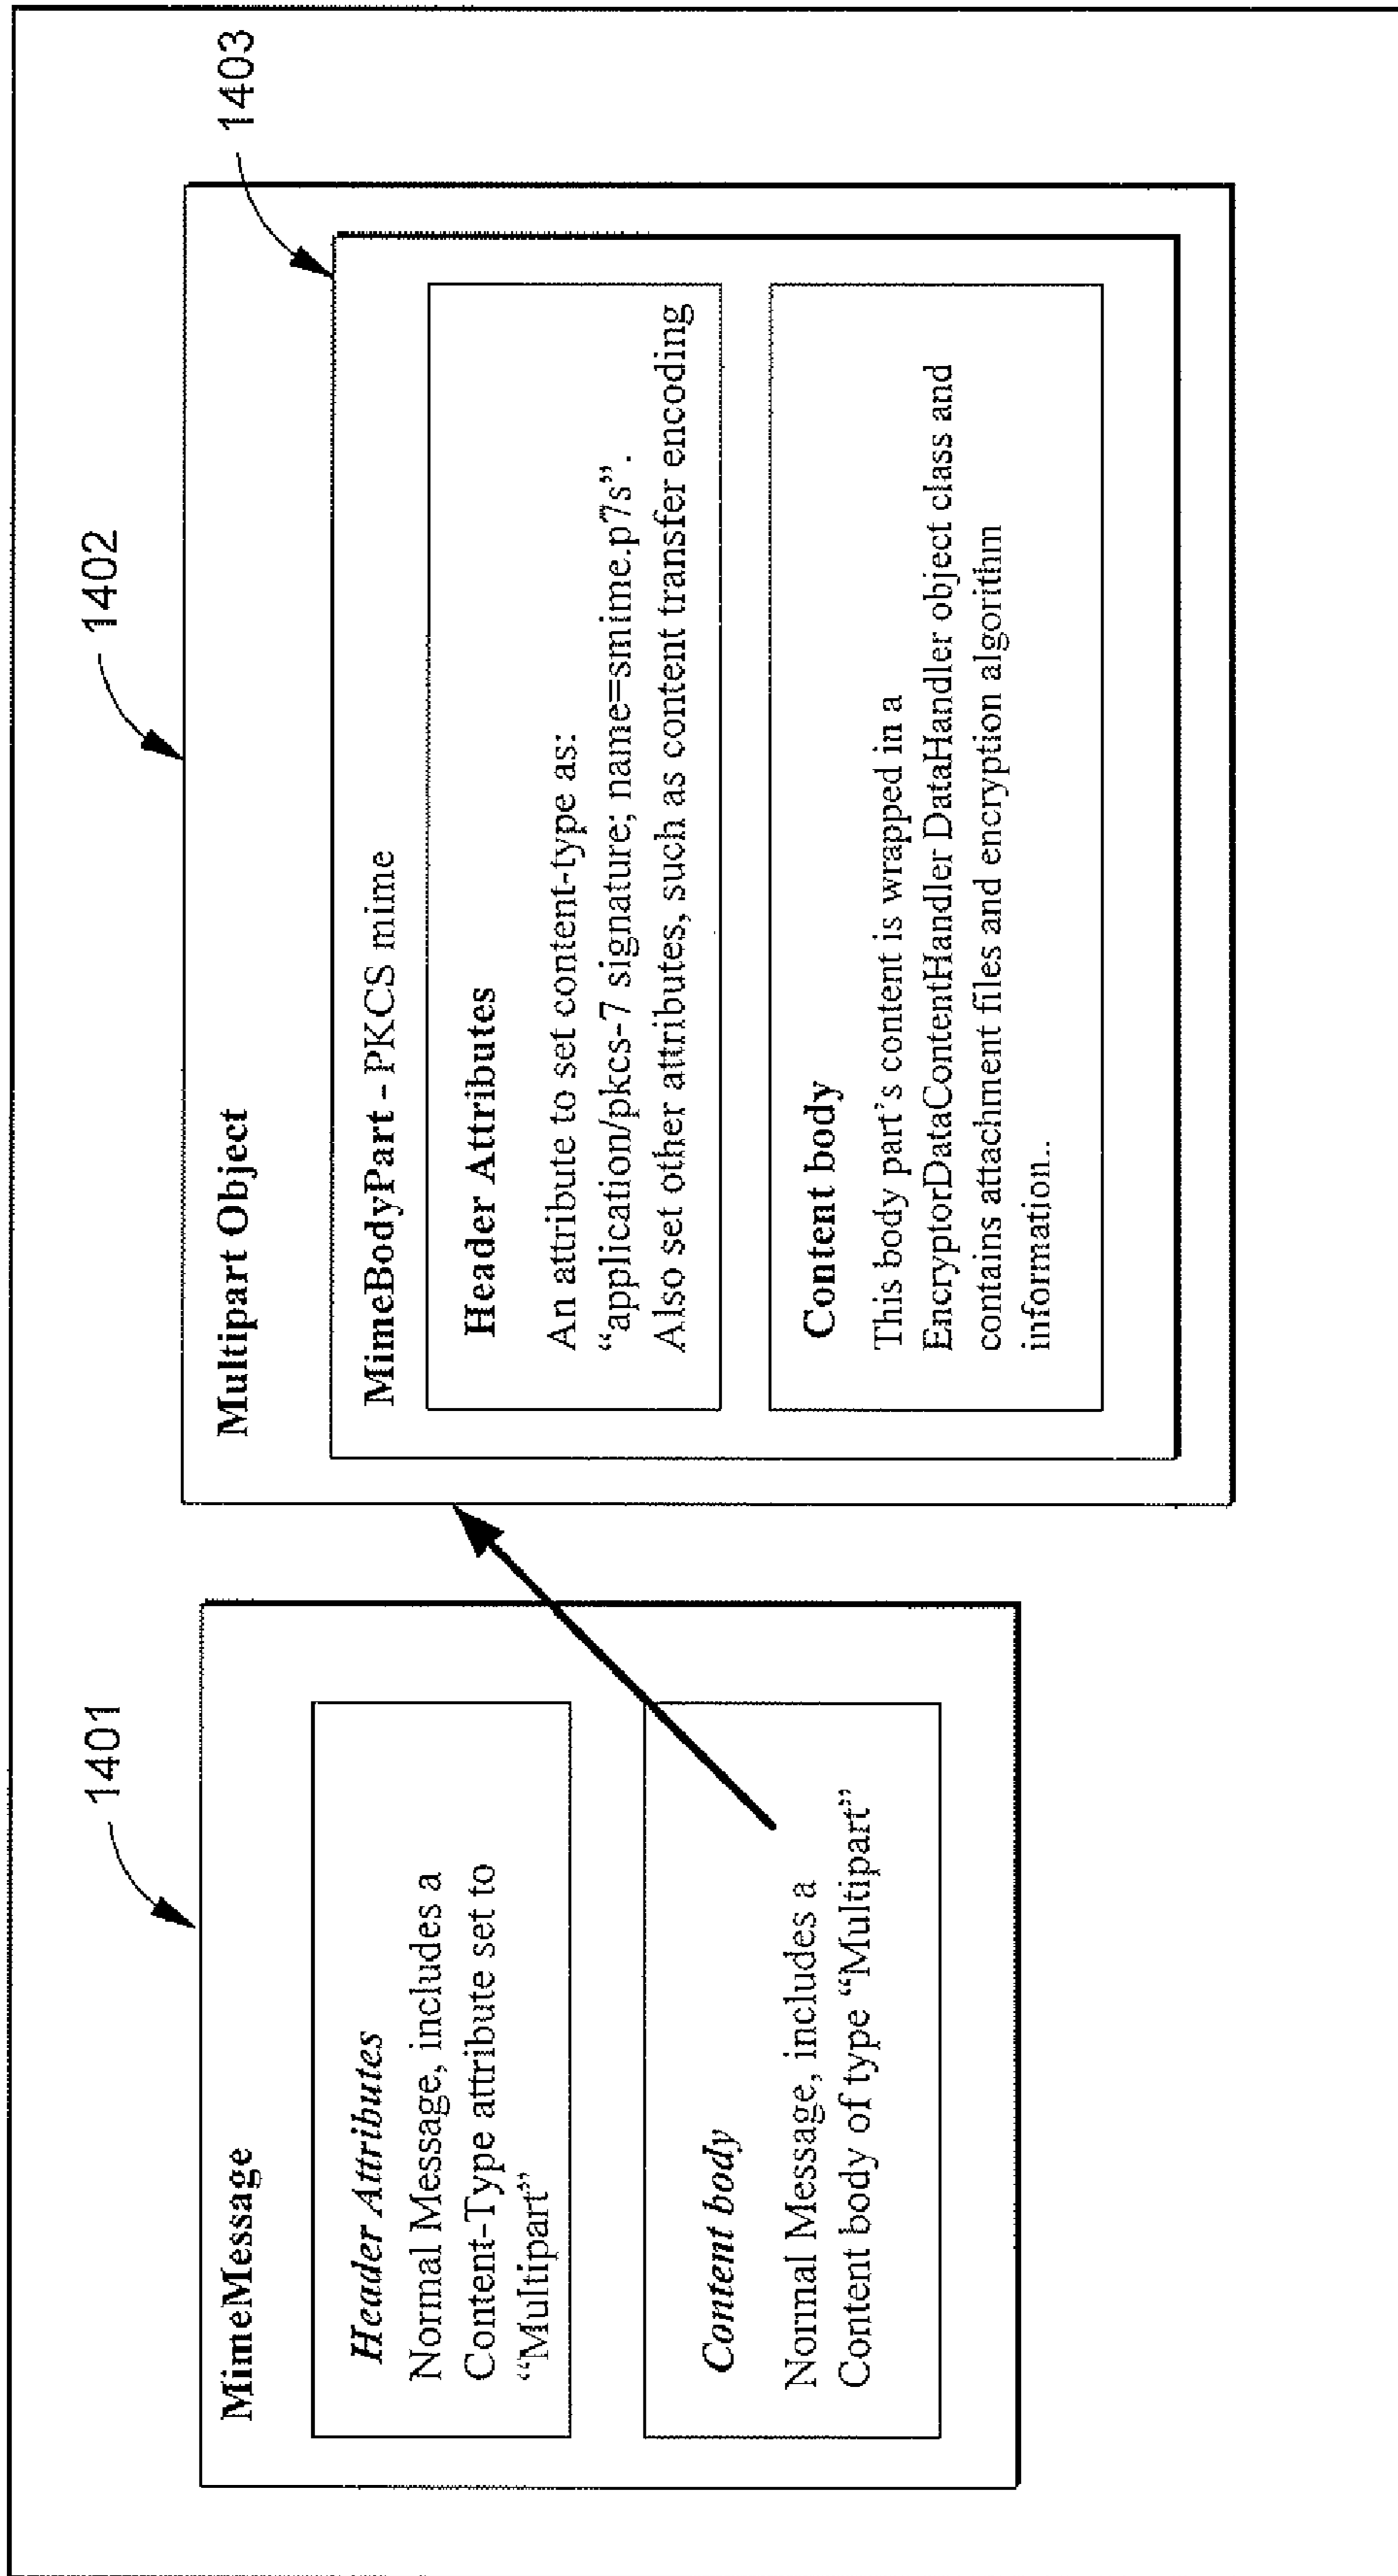 1401
MimeMessage
Header Attributes
Normal Message, includes a
Content-Type attribute set to
“Multipart”
Content body
Normal Message, includes a
Content body of type “Multipart”
1402
Multipart Object
1403
MimeBodyPart - PKCS mime
Header Attributes
An attribute to set content-type as:
“application/pkcs-7 signature; name=smime.p7s”.
Also set other attributes, such as content transfer encoding
Content body
This body part's content is wrapped in a
EncryptorDataContentHandler DataHandler object class and
contains attachment files and encryption algorithm
information..